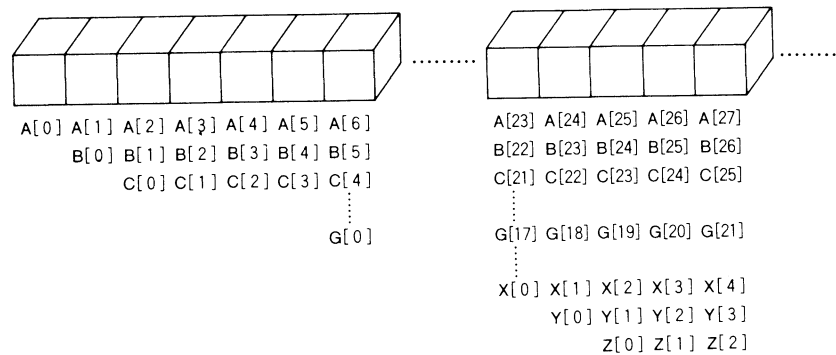 A[0] A[1] A[2] A[3] A[4] A[5] A[6] A[23] A[24] A[25] A[26] A[27]
B[0] B[1] B[2] B[3] B[4] B[5] B[22] B[23] B[24] B[25] B[26]
C[0] C[1] C[2] C[3] C[4] C[21] C[22] C[23] C[24] C[25]
G[0] G[17] G[18] G[19] G[20] G[21]
X[0] X[1] X[2] X[3] X[4]
Y[0] Y[1] Y[2] Y[3]
Z[0] Z[1] Z[2]